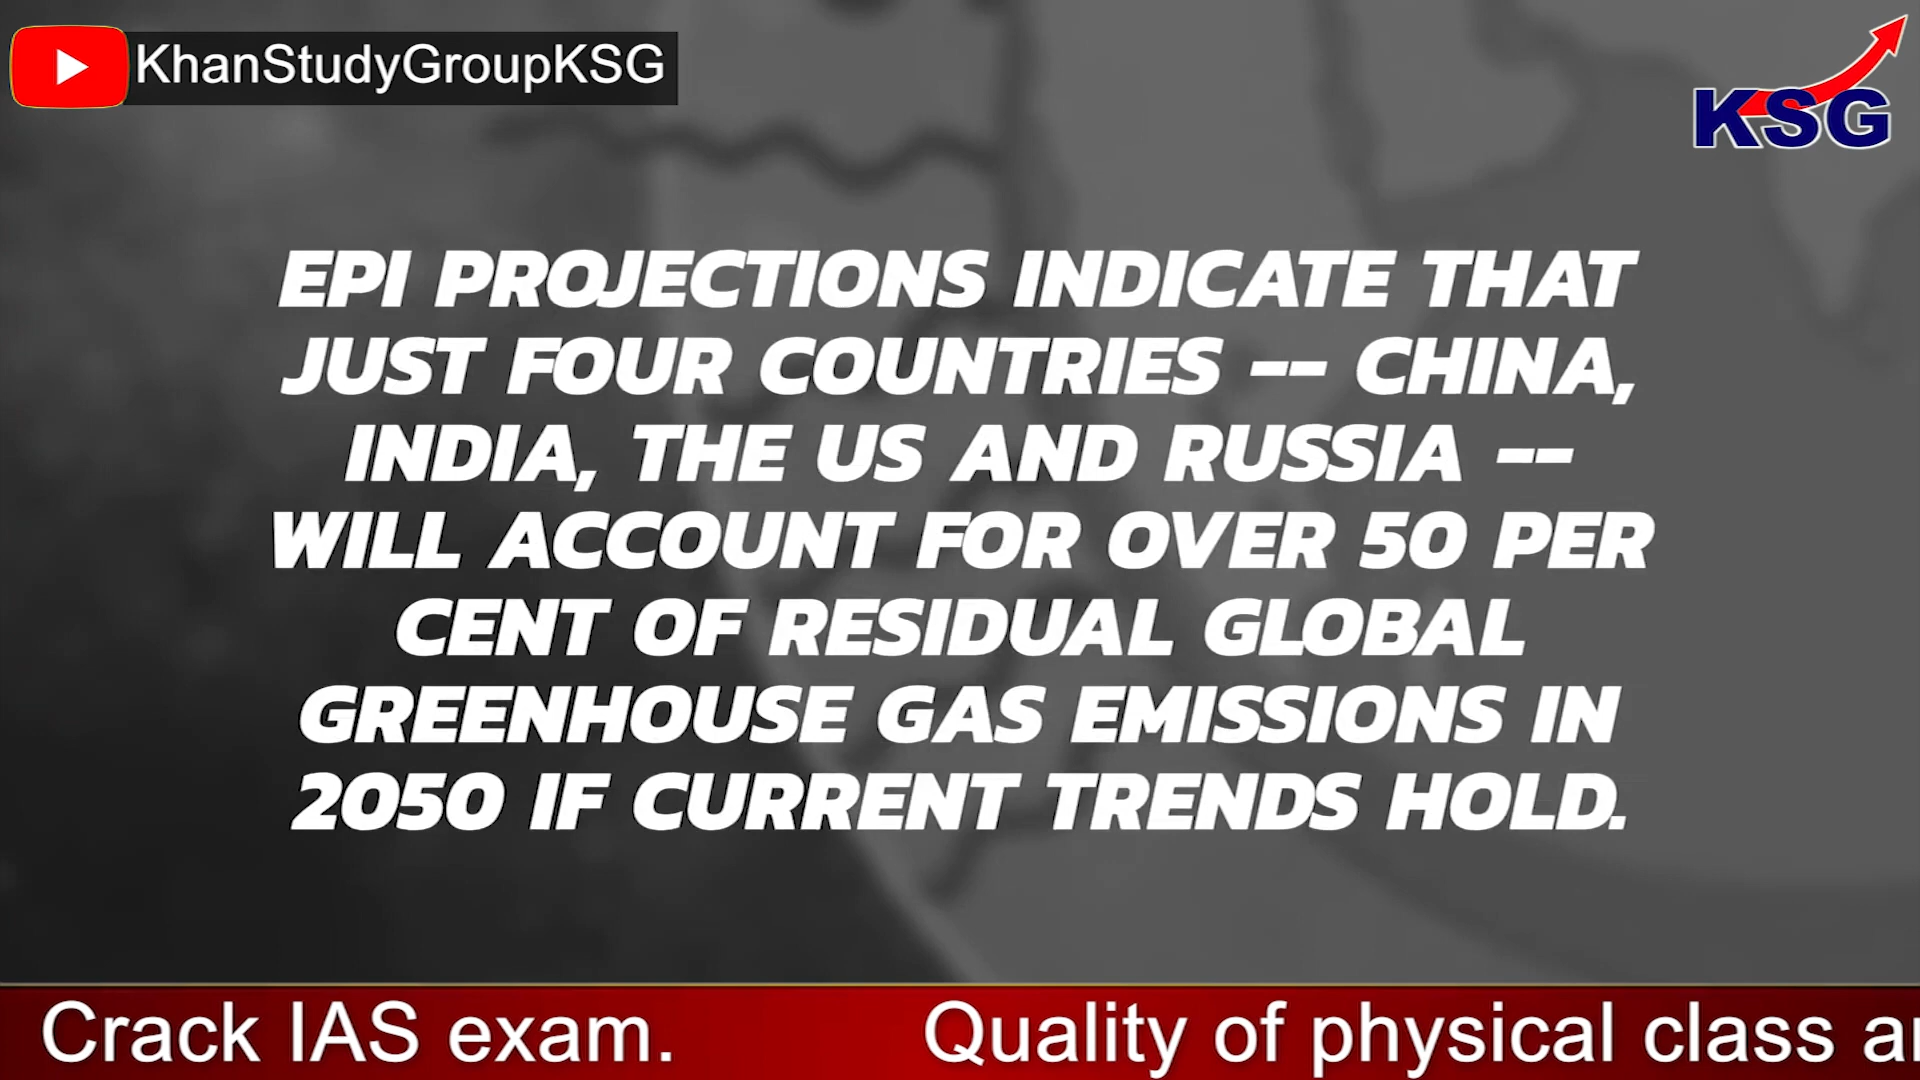 KhanStudyGroupKSG
KSG
EPI PROJECTIONS INDICATE THAT
JUST FOUR COUNTRIES -- CHINA,
INDIA, THE US AND RUSSIA --
WILL ACCOUNT FOR OVER 50 PER
CENT OF RESIDUAL GLOBAL
GREENHOUSE GAS EMISSIONS IN
2050 IF CURRENT TRENDS HOLD.
Crack IAS exam. Quality of physical class